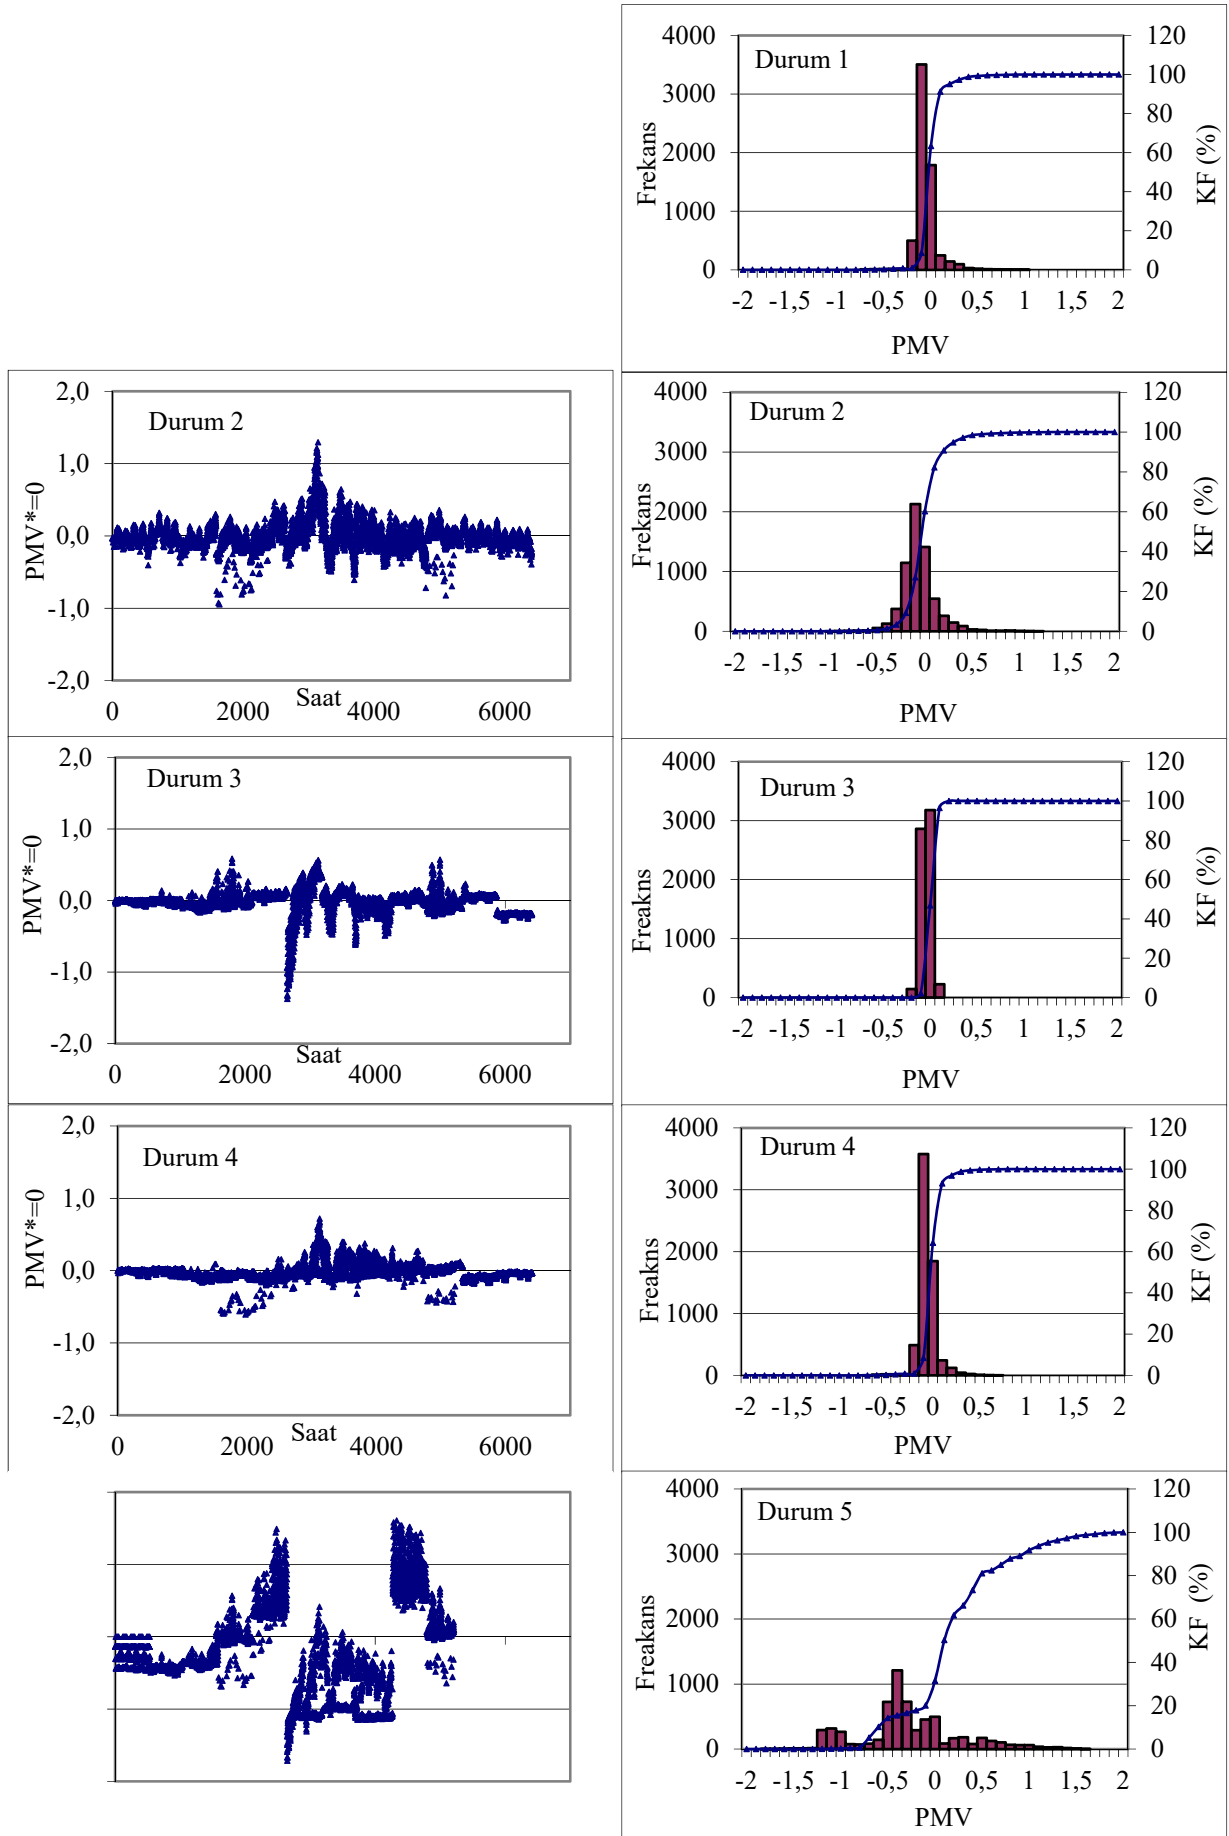 Durum 1
4000
3000
2000
1000
0
Frekans
120
100
80
60
40
20
0
KF (%)
-2 -1,5 -1 -0,5 0 0,5 1 1,5 2
PMV
Durum 2
2,0
1,0
0,0
-1,0
-2,0
PMV*=0
Saat
0 2000 4000 6000
Durum 2
4000
3000
2000
1000
0
Frekans
120
100
80
60
40
20
0
KF (%)
-2 -1,5 -1 -0,5 0 0,5 1 1,5 2
PMV
Durum 3
2,0
1,0
0,0
-1,0
-2,0
PMV*=0
Saat
0 2000 4000 6000
Durum 3
4000
3000
2000
1000
0
Freakns
120
100
80
60
40
20
0
KF (%)
-2 -1,5 -1 -0,5 0 0,5 1 1,5 2
PMV
Durum 4
2,0
1,0
0,0
-1,0
-2,0
PMV*=0
Saat
0 2000 4000 6000
Durum 4
4000
3000
2000
1000
0
Freakns
120
100
80
60
40
20
0
KF (%)
-2 -1,5 -1 -0,5 0 0,5 1 1,5 2
PMV
Durum 5
4000
3000
2000
1000
0
Freakans
120
100
80
60
40
20
0
KF (%)
-2 -1,5 -1 -0,5 0 0,5 1 1,5 2
PMV